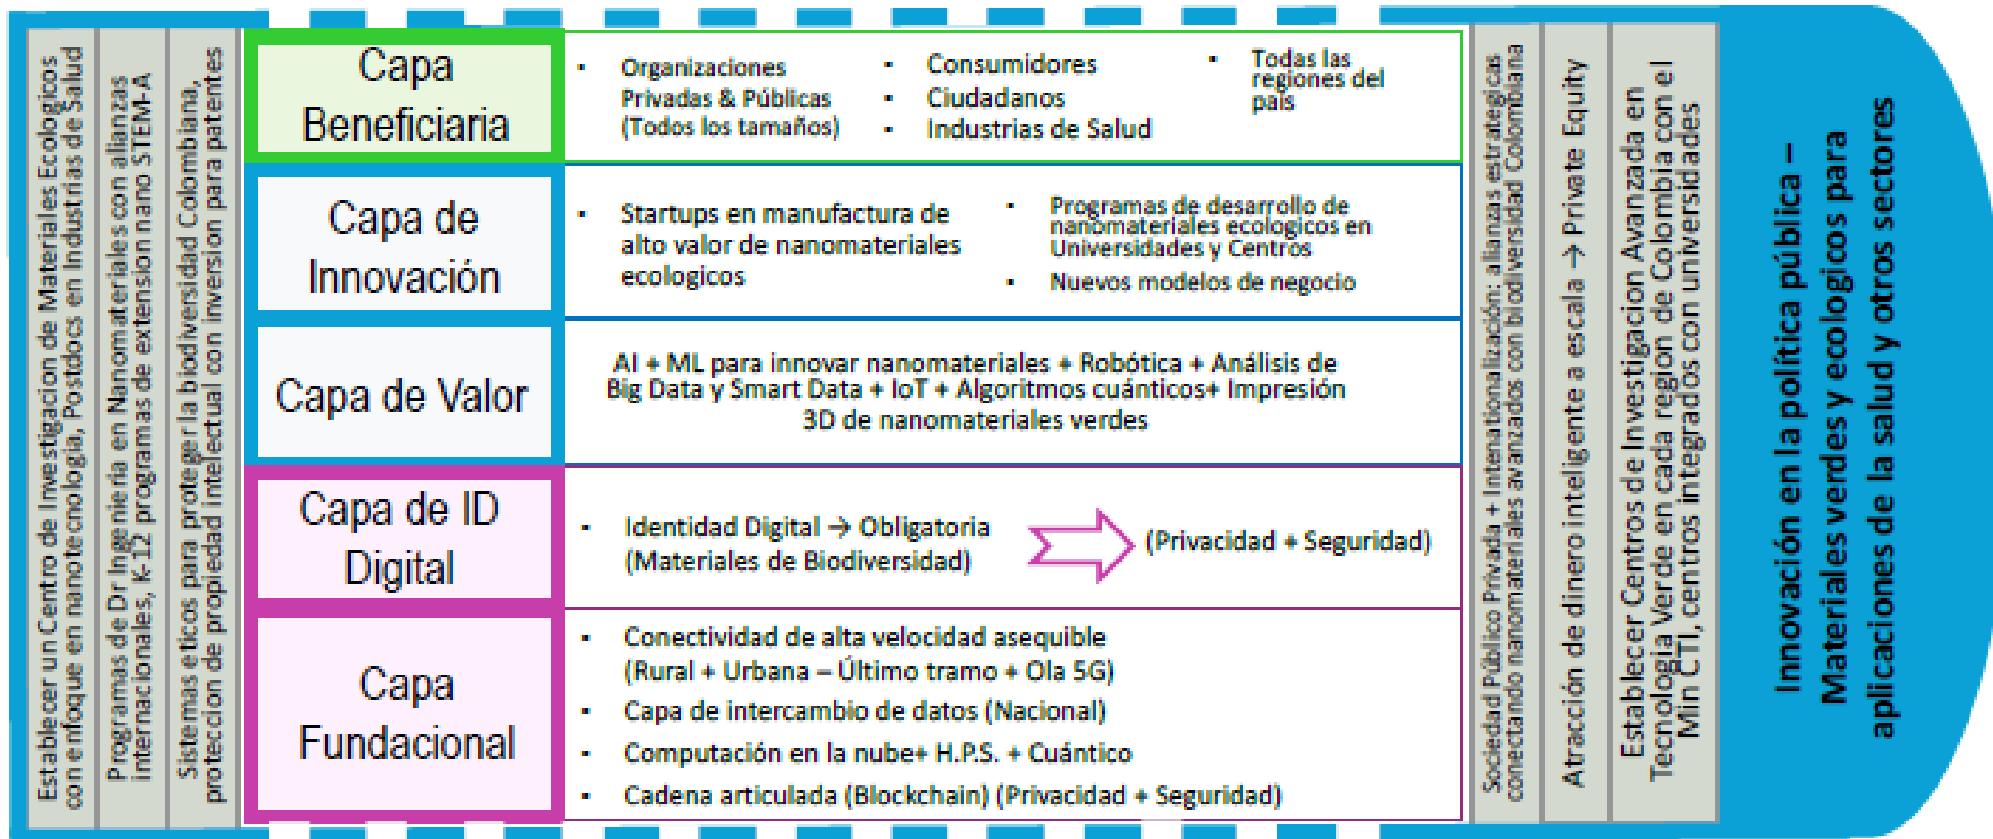 Establecer un Centro de Investigacion de Materiales Ecologicos
con enfoque en nanotecnologia, Postdocs en Industrias de Salud
Programas de Dr Ingenieria en Nanomateriales con alianzas
internacionales, K-12 programas de extension nano STEM-A
Sistemas eticos para proteger la biodiversidad Colombiana,
proteccion de propiedad intelectual con inversion para patentes
Capa
Beneficiaria
▪ Organizaciones
Privadas & Públicas
(Todos los tamaños)
▪ Consumidores
▪ Ciudadanos
▪ Industrias de Salud
▪ Todas las
regiones del
país
Capa de
Innovación
▪ Startups en manufactura de
alto valor de nanomateriales
ecologicos
▪ Programas de desarrollo de
nanomateriales ecologicos en
Universidades y Centros
▪ Nuevos modelos de negocio
Capa de Valor
AI + ML para innovar nanomateriales + Robótica + Análisis de
Big Data y Smart Data + IoT + Algoritmos cuánticos+ Impresión
3D de nanomateriales verdes
Capa de ID
Digital
▪ Identidad Digital → Obligatoria
(Materiales de Biodiversidad)
(Privacidad + Seguridad)
Capa
Fundacional
▪ Conectividad de alta velocidad asequible
(Rural + Urbana – Último tramo + Ola 5G)
▪ Capa de intercambio de datos (Nacional)
▪ Computación en la nube+ H.P.S. + Cuántico
▪ Cadena articulada (Blockchain) (Privacidad + Seguridad)
Sociedad Público Privada + Internationalización: alianzas estrategicas
conectando nanomateriales avanzados con biodiversidad Colombiana
Atracción de dinero inteligente a escala → Private Equity
Establecer Centros de Investigacion Avanzada en
Tecnologia Verde en cada region de Colombia con el
Min CTI, centros integrados con universidades
Innovación en la política pública –
Materiales verdes y ecologicos para
aplicaciones de la salud y otros sectores